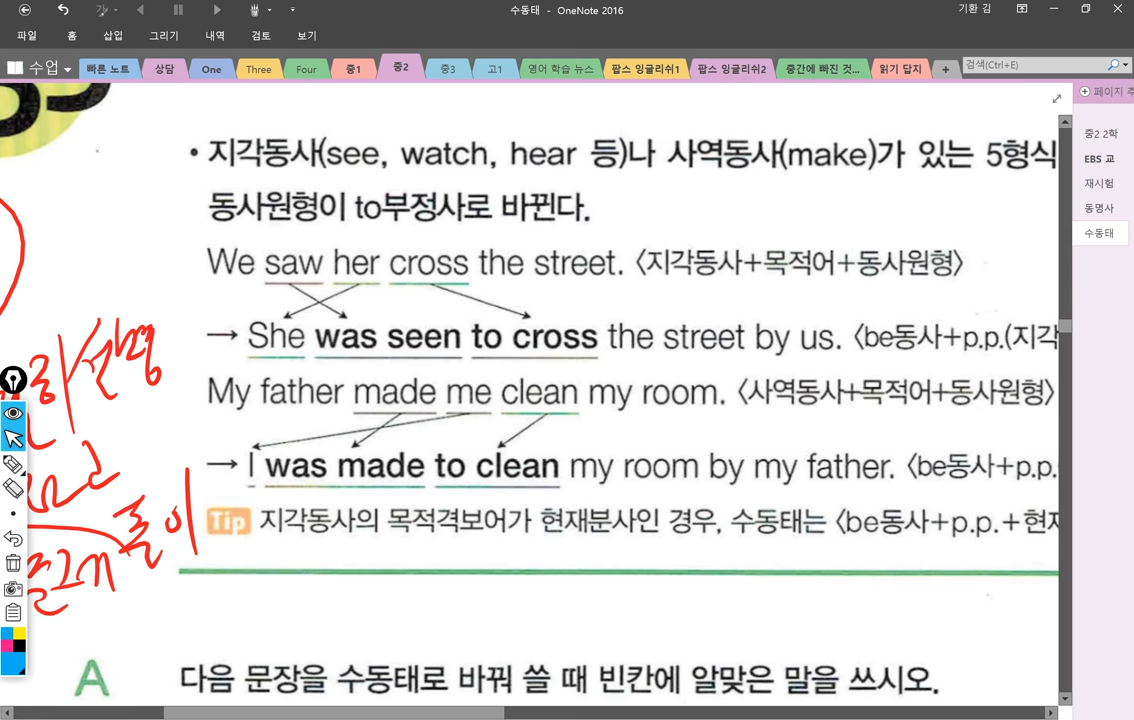 수동태 - OneNote 2016
기환 김
파일 홈 삽입 그리기 내역 검토 보기
수업 빠른 노트 상담 One Three Four 중1 중2 중3 고1 영어 학습 뉴스 팝스 잉글리쉬1 팝스 잉글리쉬2 중간에 빠진 것... 읽기 답지 + 검색(Ctrl+E)
페이지 추
중2 2학
EBS 교
재시험
동명사
수동태
• 지각동사(see, watch, hear 등)나 사역동사(make)가 있는 5형식
동사원형이 to부정사로 바뀐다.
We saw her cross the street. 〈지각동사+목적어+동사원형〉
→ She was seen to cross the street by us. 〈be동사+p.p.(지각
My father made me clean my room. 〈사역동사+목적어+동사원형〉
→ I was made to clean my room by my father. 〈be동사+p.p.
Tip 지각동사의 목적격보어가 현재분사인 경우, 수동태는 〈be동사+p.p.+현재
A 다음 문장을 수동태로 바꿔 쓸 때 빈칸에 알맞은 말을 쓰시오.